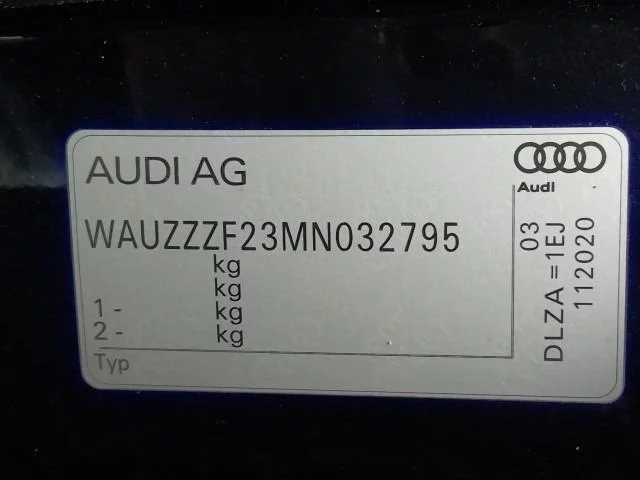 AUDI AG
Audi
WAUZZZF23MN032795
kg
kg
1 - kg
2 - kg
Typ
03
DLZA =1EJ
112020